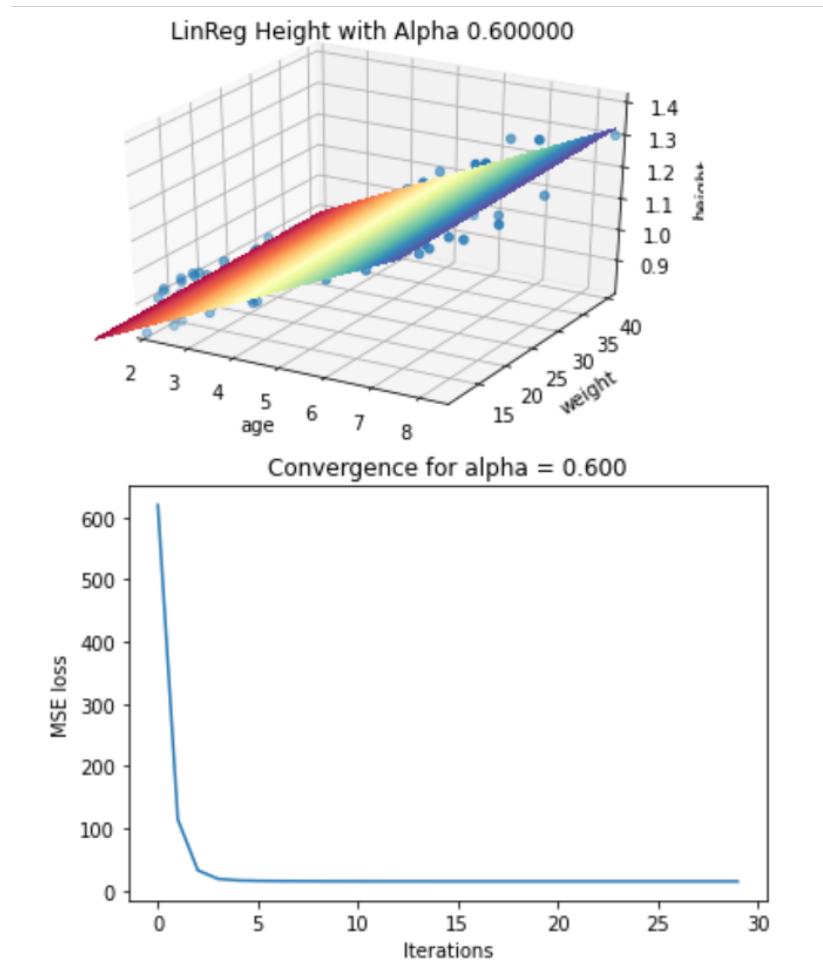 LinReg Height with Alpha 0.600000
1.4
1.3
1.2
1.1
1.0
0.9
height
40
35
30
25
20
15
weight
2 3 4 5 6 7 8
age
Convergence for alpha = 0.600
600
500
400
300
200
100
0
MSE loss
0 5 10 15 20 25 30
Iterations